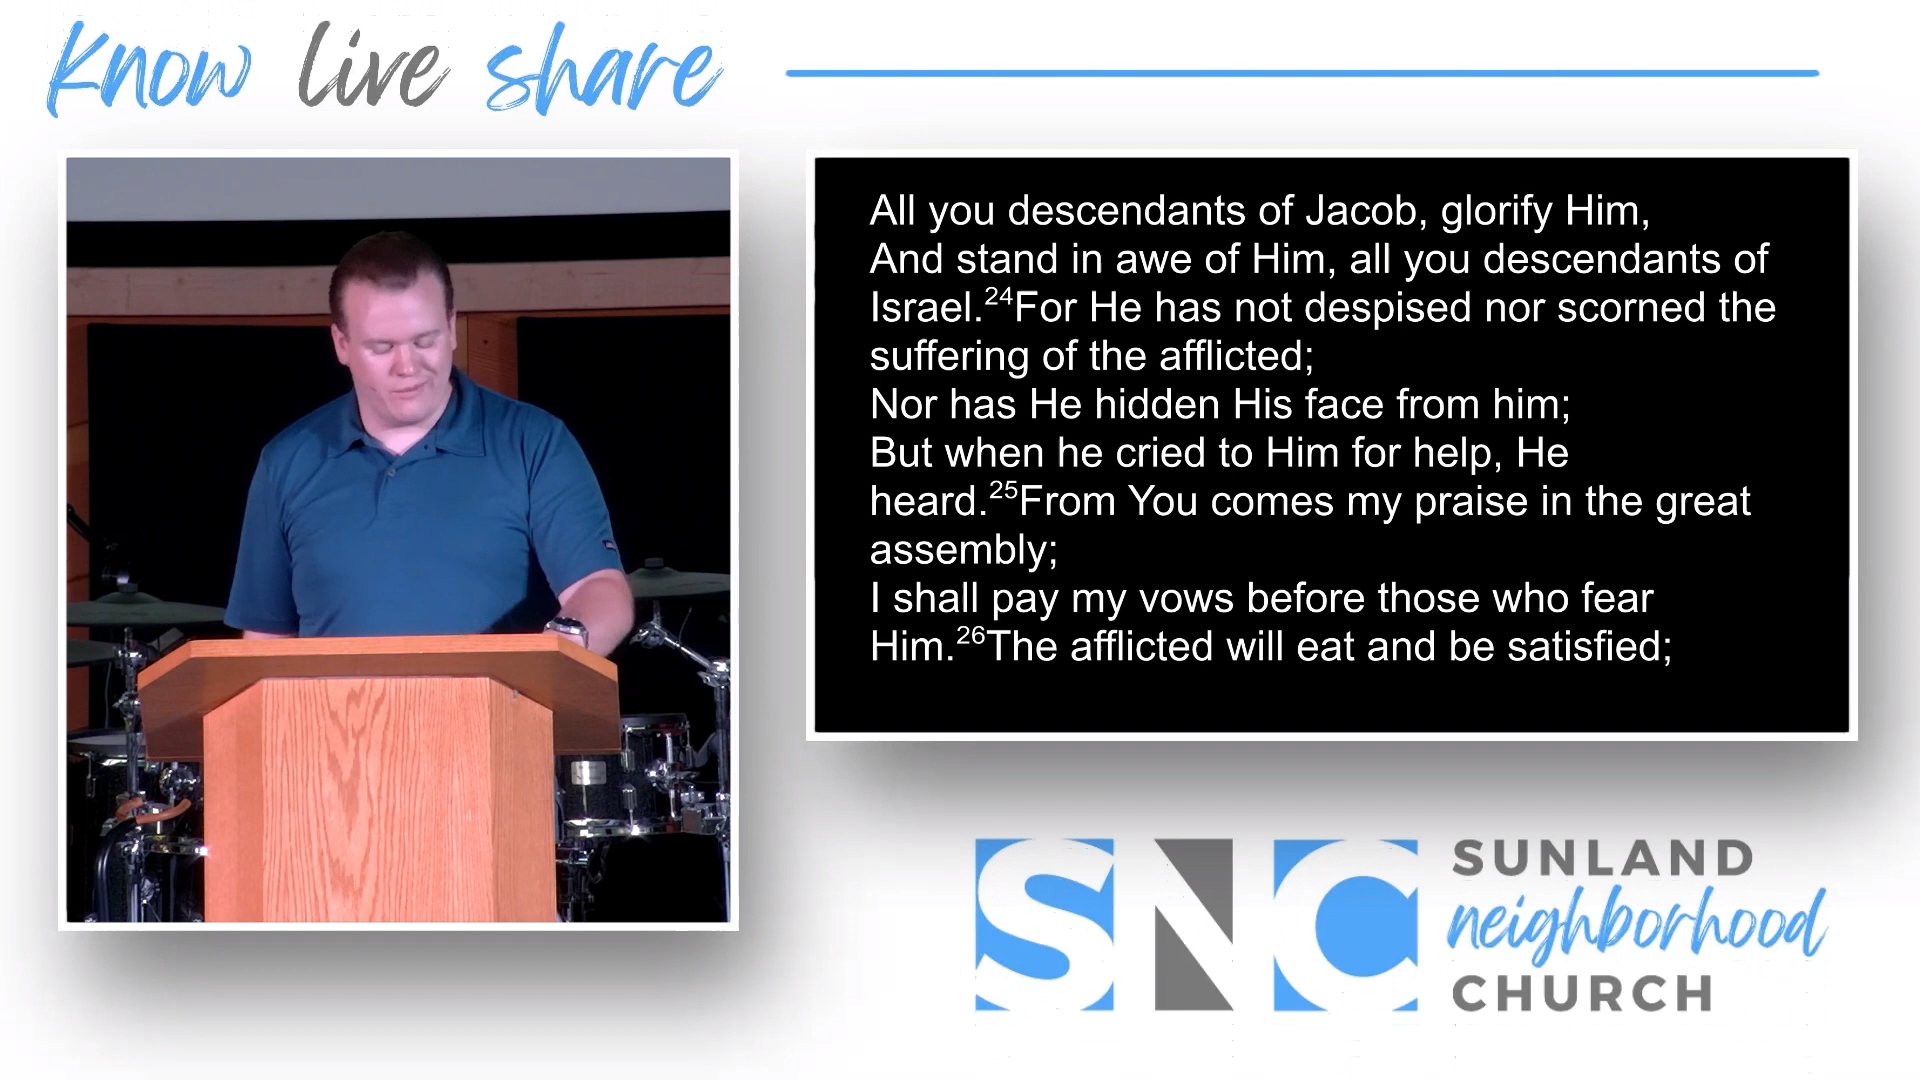 know live share
All you descendants of Jacob, glorify Him,
And stand in awe of Him, all you descendants of
Israel.²⁴For He has not despised nor scorned the
suffering of the afflicted;
Nor has He hidden His face from him;
But when he cried to Him for help, He
heard.²⁵From You comes my praise in the great
assembly;
I shall pay my vows before those who fear
Him.²⁶The afflicted will eat and be satisfied;
SNC
SUNLAND
neighborhood
CHURCH